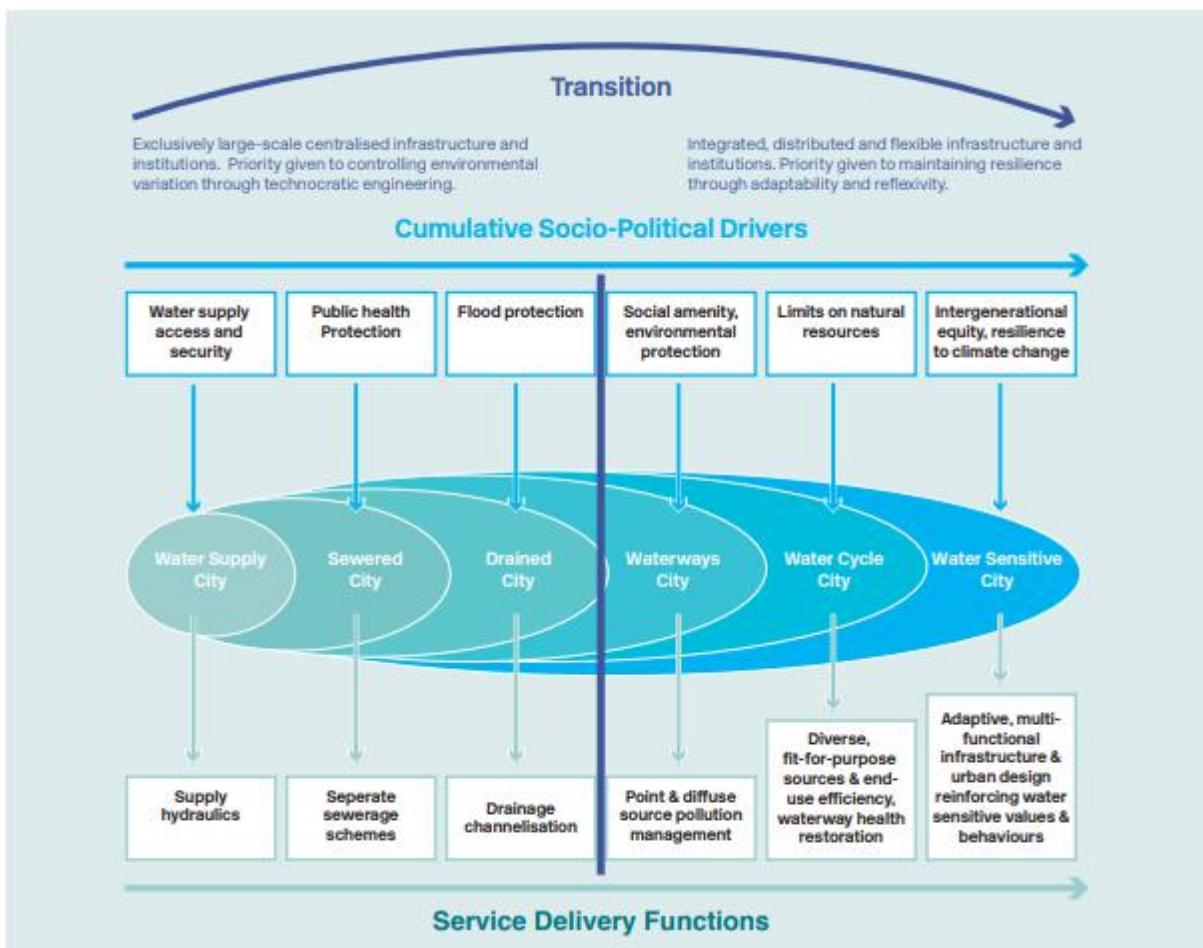 Transition
Exclusively large-scale centralised infrastructure and
institutions. Priority given to controlling environmental
variation through technocratic engineering.
Integrated, distributed and flexible infrastructure and
institutions. Priority given to maintaining resilience
through adaptability and reflexivity.
Cumulative Socio-Political Drivers
Water supply
access and
security
Public health
Protection
Flood protection
Social amenity,
environmental
protection
Limits on natural
resources
Intergenerational
equity, resilience
to climate change
Water Supply
City
Sewered
City
Drained
City
Waterways
City
Water Cycle
City
Water Sensitive
City
Supply
hydraulics
Seperate
sewerage
schemes
Drainage
channelisation
Point & diffuse
source pollution
management
Diverse,
fit-for-purpose
sources & end-
use efficiency,
waterway health
restoration
Adaptive, multi-
functional
infrastructure &
urban design
reinforcing water
sensitive values &
behaviours
Service Delivery Functions